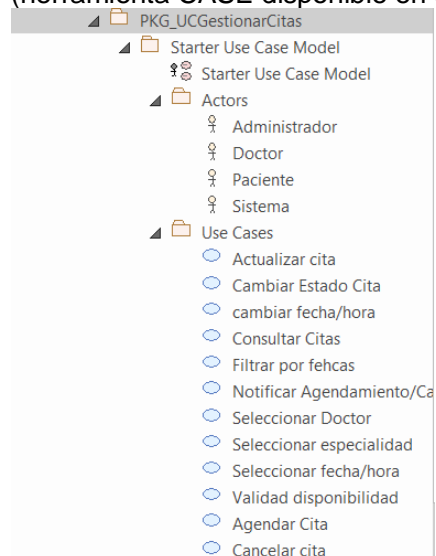 (herramienta CASE disponible en
PKG_UCGestionarCitas
Starter Use Case Model
Starter Use Case Model
Actors
Administrador
Doctor
Paciente
Sistema
Use Cases
Actualizar cita
Cambiar Estado Cita
cambiar fecha/hora
Consultar Citas
Filtrar por fehcas
Notificar Agendamiento/Ca
Seleccionar Doctor
Seleccionar especialidad
Seleccionar fecha/hora
Validad disponibilidad
Agendar Cita
Cancelar cita